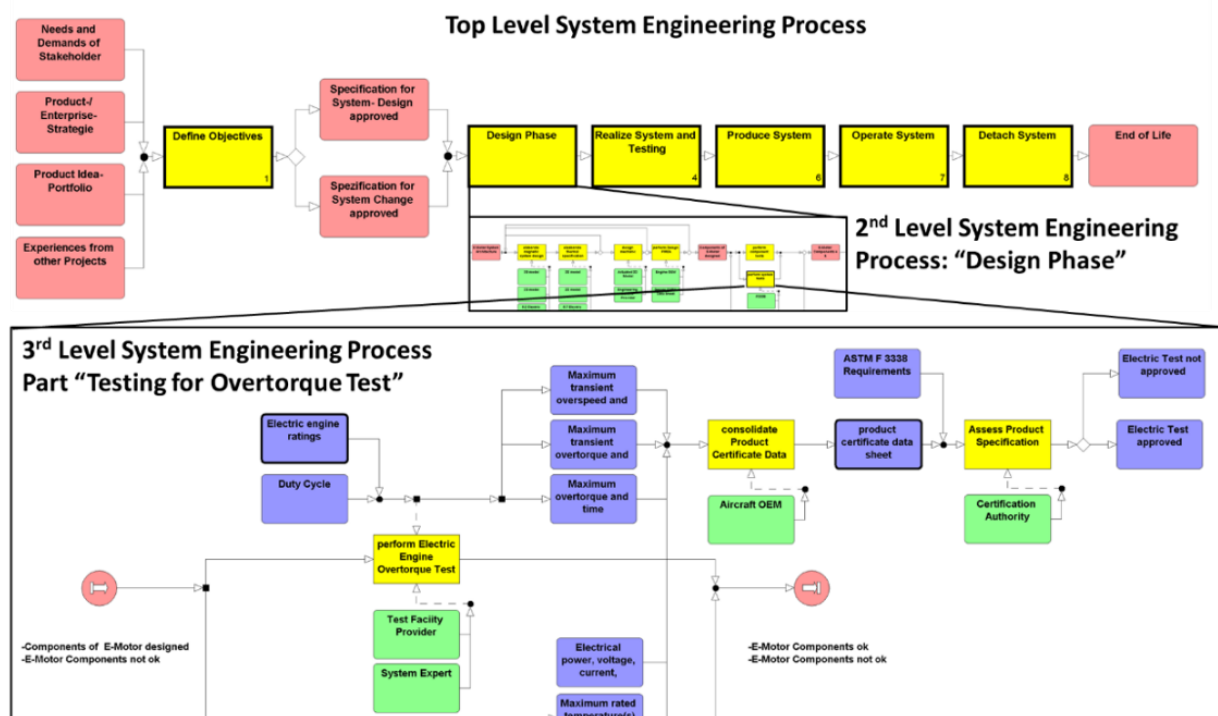 Top Level System Engineering Process
Needs and
Demands of
Stakeholder
Product-/
Enterprise-
Strategie
Product Idea-
Portfolio
Experiences from
other Projects
Define Objectives
1
Specification for
System- Design
approved
Spezification for
System Change
approved
Design Phase
Realize System and
Testing
4
Produce System
6
Operate System
7
Detach System
8
End of Life
2nd Level System Engineering
Process: “Design Phase”
3rd Level System Engineering Process
Part “Testing for Overtorque Test”
Electric engine
ratings
Duty Cycle
Maximum
transient
overspeed and
Maximum
transient
overtorque and
Maximum
overtorque and
time
consolidate
Product
Certificate Data
Aircraft OEM
ASTM F 3338
Requirements
product
certificate data
sheet
Assess Product
Specification
Certification
Authority
Electric Test not
approved
Electric Test
approved
perform Electric
Engine
Overtorque Test
Test Faciity
Provider
System Expert
-Components of E-Motor designed
-E-Motor Components not ok
-E-Motor Components ok
-E-Motor Components not ok
Electrical
power, voltage,
current,
Maximum rated
temperature(s)